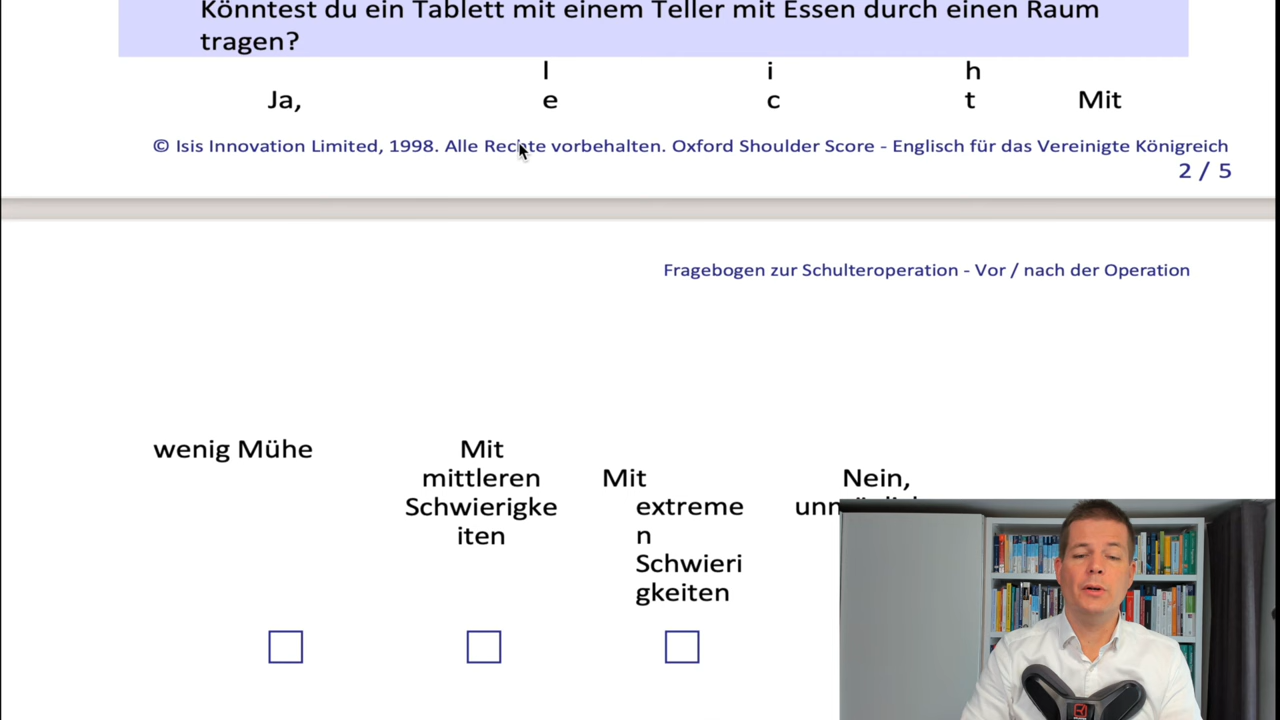 Könntest du ein Tablett mit einem Teller mit Essen durch einen Raum
tragen?
l i h
Ja, e c t Mit
© Isis Innovation Limited, 1998. Alle Rechte vorbehalten. Oxford Shoulder Score - Englisch für das Vereinigte Königreich
2 / 5
Fragebogen zur Schulteroperation - Vor / nach der Operation
wenig Mühe
Mit
mittleren
Schwierigke
iten
Mit
extreme
n
Schwieri
gkeiten
Nein,